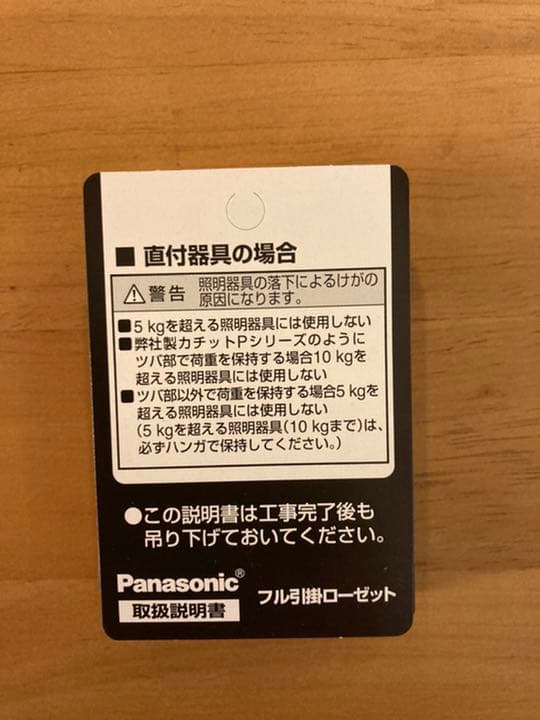 ■ 直付器具の場合
⚠警告 照明器具の落下によるけがの
原因になります。
■5 kgを超える照明器具には使用しない
■弊社製カチットPシリーズのように
ツバ部で荷重を保持する場合10 kgを
超える照明器具には使用しない
■ツバ部以外で荷重を保持する場合5 kgを
超える照明器具には使用しない
(5 kgを超える照明器具(10 kgまで)は、
必ずハンガで保持してください。)
●この説明書は工事完了後も
吊り下げておいてください。
Panasonic®
取扱説明書 フル引掛ローゼット